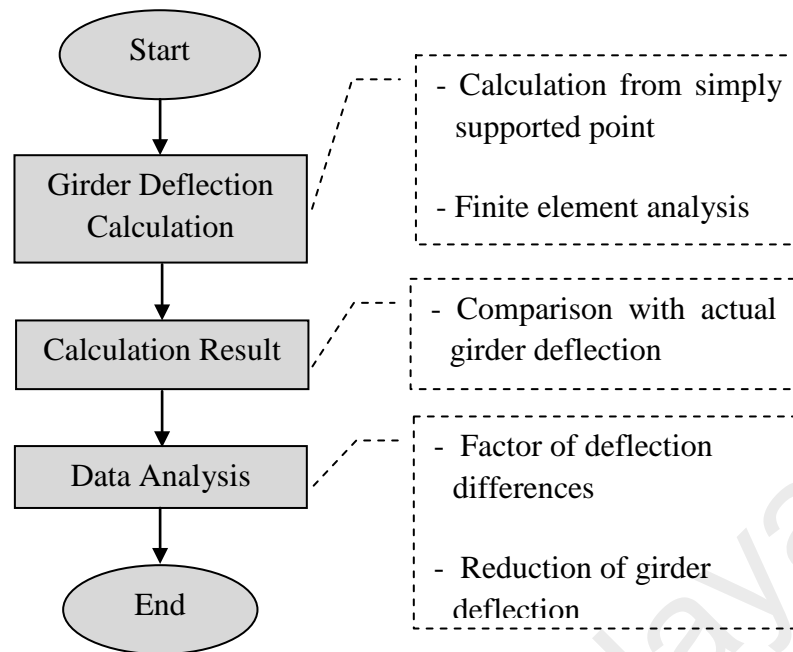 Start
- Calculation from simply
supported point
- Finite element analysis
Girder Deflection
Calculation
Calculation Result
- Comparison with actual
girder deflection
Data Analysis
- Factor of deflection
differences
- Reduction of girder
deflection
End